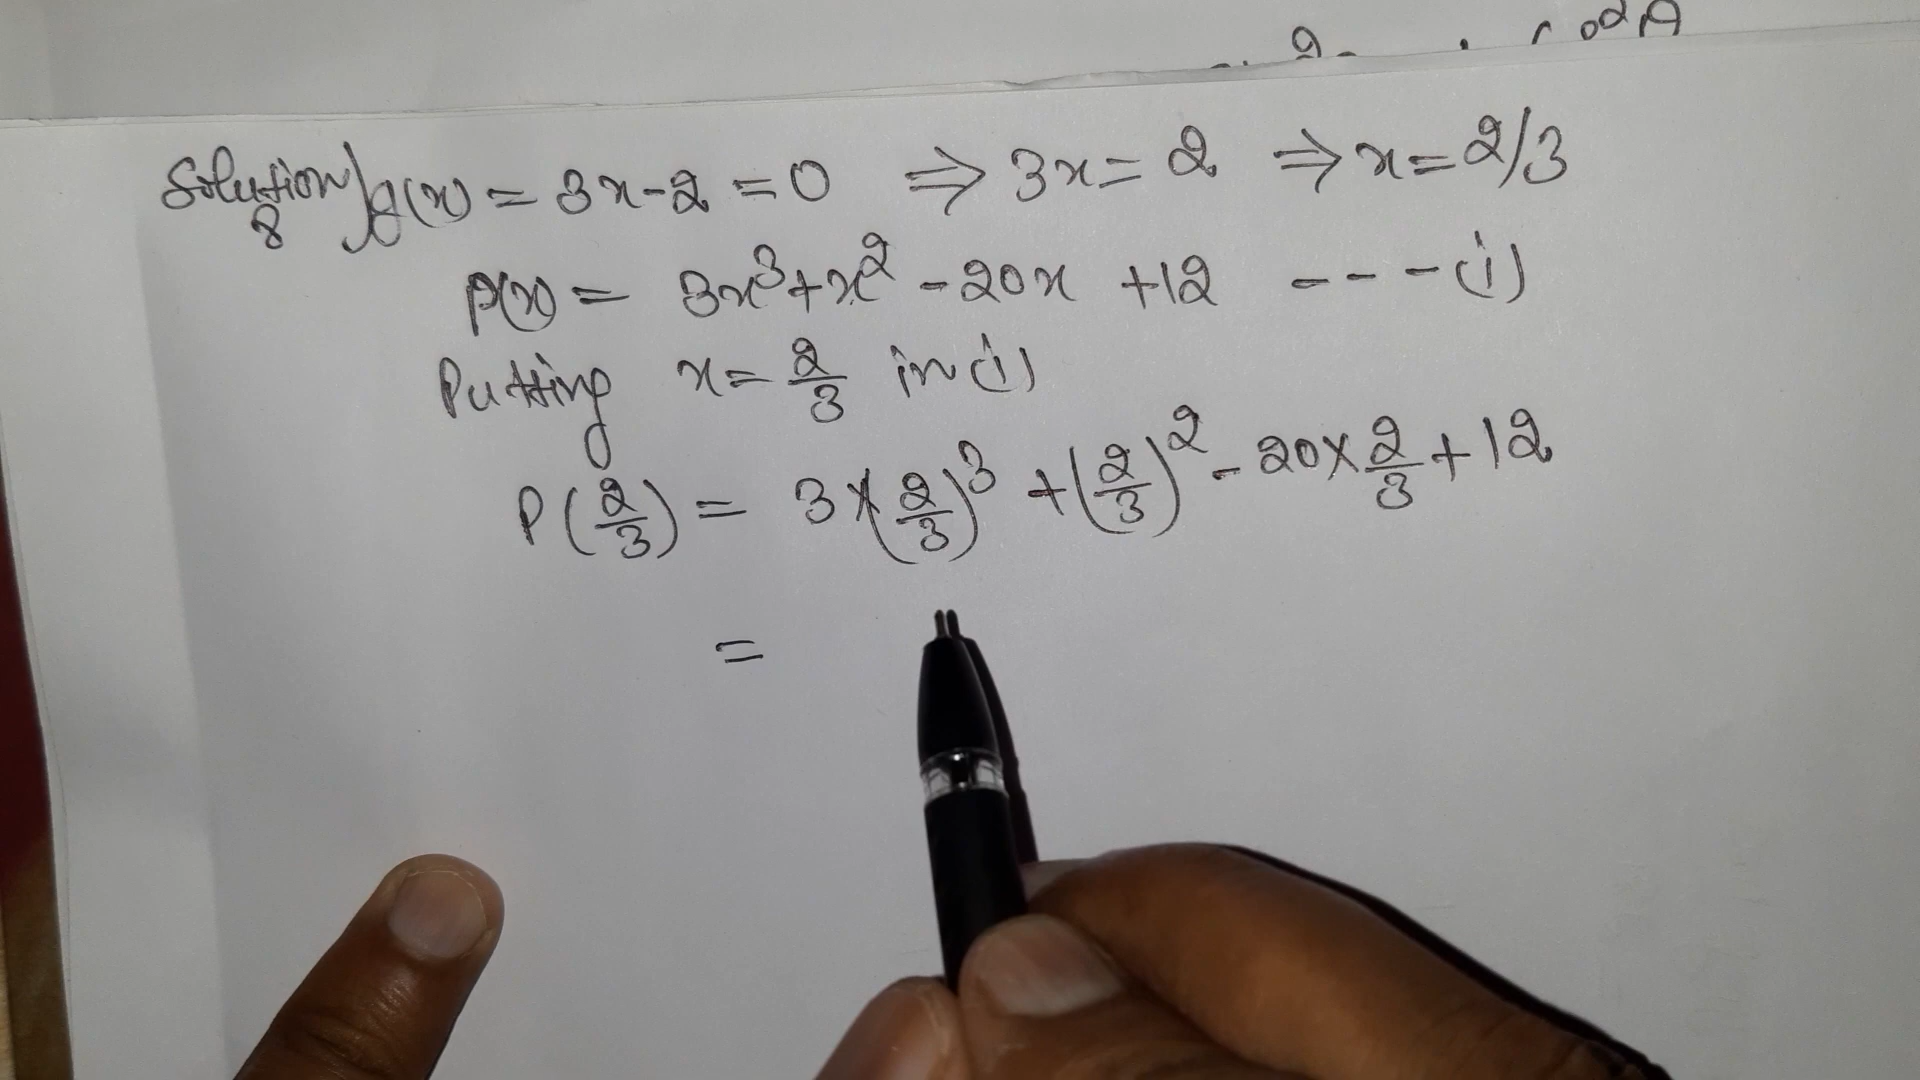 Solution 8) g(x) = 3x-2 = 0 ⇒ 3x = 2 ⇒ x = 2/3
P(x) = 3x³+x² - 20x +12 --- (i)
Putting x = 2/3 in (i)
P(2/3) = 3×(2/3)³ + (2/3)² - 20×2/3 + 12
=